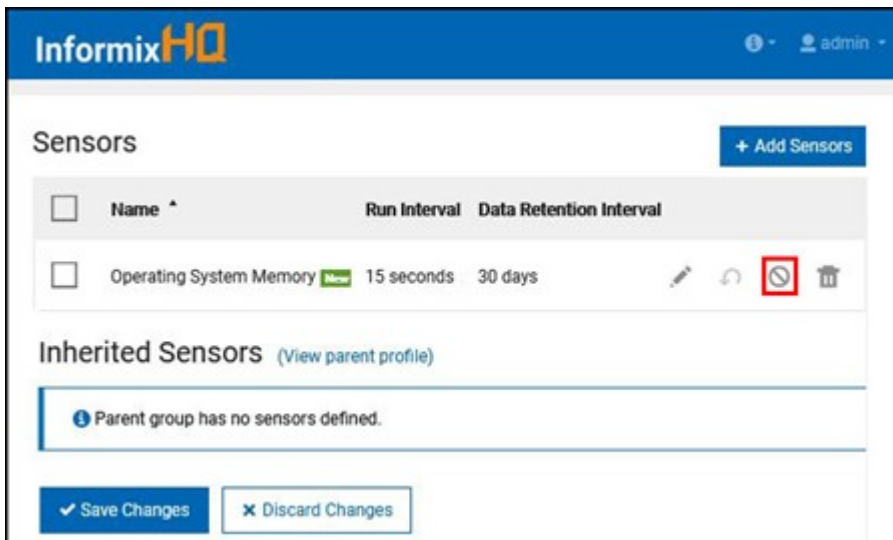 InformixHQ admin
Sensors + Add Sensors
Name Run Interval Data Retention Interval
Operating System Memory New 15 seconds 30 days
Inherited Sensors (View parent profile)
Parent group has no sensors defined.
Save Changes Discard Changes